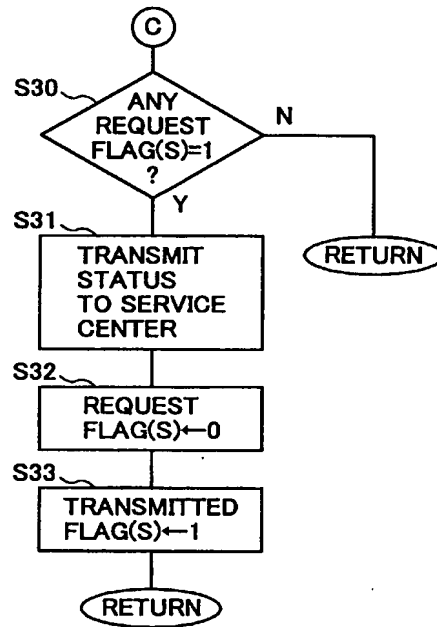 C
S30
ANY
REQUEST
FLAG(S)=1
?
N
Y
RETURN
S31
TRANSMIT
STATUS
TO SERVICE
CENTER
S32
REQUEST
FLAG(S)←0
S33
TRANSMITTED
FLAG(S)←1
RETURN